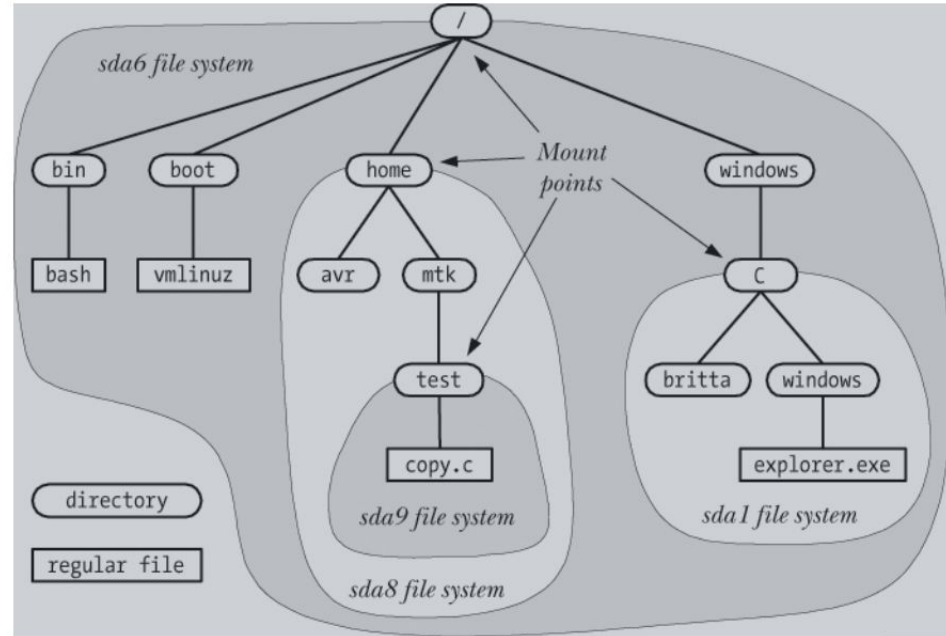 /
sda6 file system
bin
boot
home
Mount
points
windows
bash
vmlinuz
avr
mtk
C
test
britta
windows
copy.c
explorer.exe
directory
sda9 file system
sda1 file system
regular file
sda8 file system